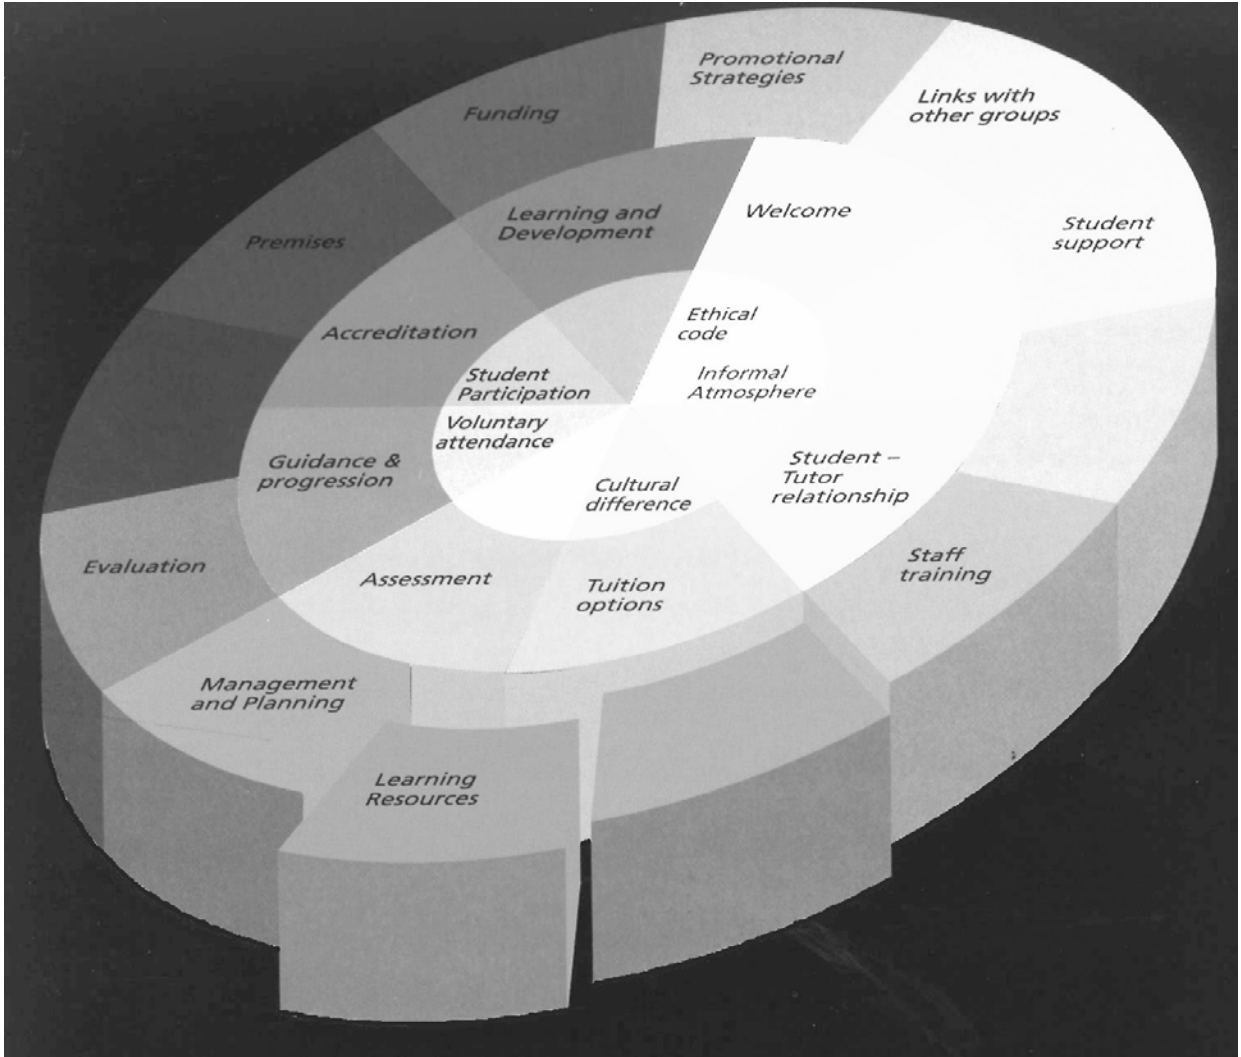 Promotional
Strategies
Links with
other groups
Funding
Student
support
Premises
Learning and
Development
Welcome
Accreditation
Ethical
code
Student
Participation
Informal
Atmosphere
Voluntary
attendance
Guidance &
progression
Cultural
difference
Student –
Tutor
relationship
Evaluation
Assessment
Tuition
options
Staff
training
Management
and Planning
Learning
Resources